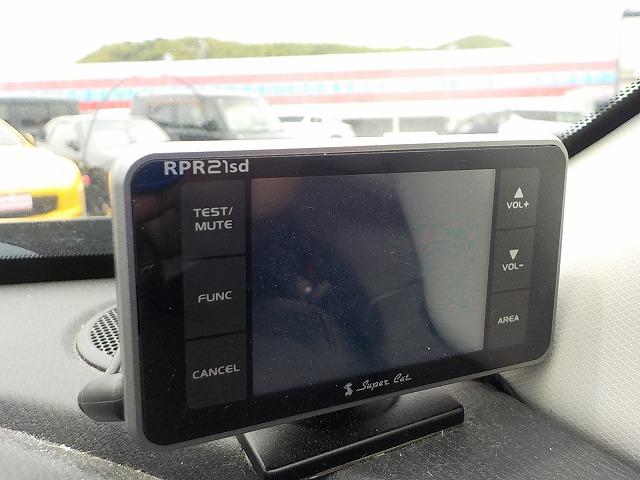 RPR21sd
TEST/
MUTE
FUNC
CANCEL
▲
VOL+
▼
VOL-
AREA
Super Cat